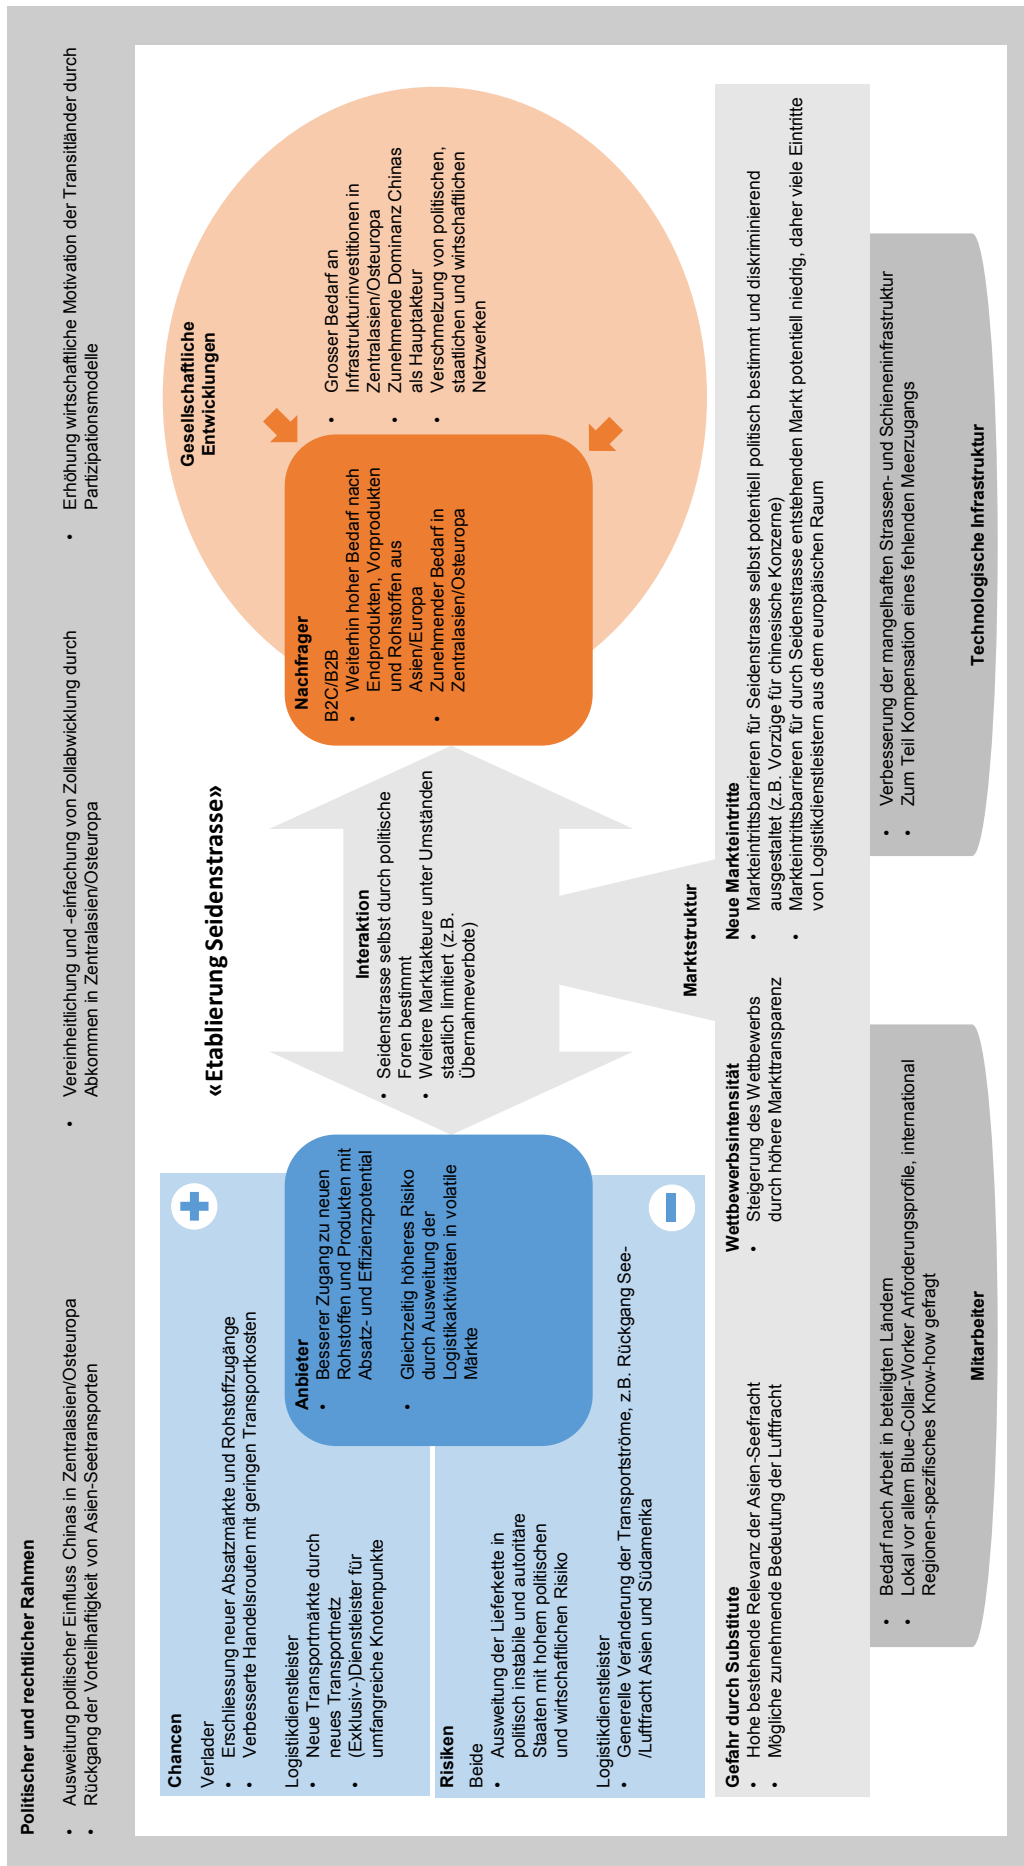 Politischer und rechtlicher Rahmen
• Ausweitung politischer Einfluss Chinas in Zentralasien/Osteuropa
• Rückgang der Vorteilhaftigkeit von Asien-Seetransporten
• Vereinheitlichung und -einfachung von Zollabwicklung durch
Abkommen in Zentralasien/Osteuropa
• Erhöhung wirtschaftliche Motivation der Transitländer durch
Partizipationsmodelle
«Etablierung Seidenstrasse»
Chancen
Verlader
• Erschliessung neuer Absatzmärkte und Rohstoffzugänge
• Verbesserte Handelsrouten mit geringen Transportkosten
Logistikdienstleister
• Neue Transportmärkte durch
neues Transportnetz
• (Exklusiv-)Dienstleister für
umfangreiche Knotenpunkte
Risiken
Beide
• Ausweitung der Lieferkette in
politisch instabile und autoritäre
Staaten mit hohem politischen
und wirtschaftlichen Risiko
Logistikdienstleister
• Generelle Veränderung der Transportströme, z.B. Rückgang See-
/Luftfracht Asien und Südamerika
Anbieter
• Besserer Zugang zu neuen
Rohstoffen und Produkten mit
Absatz- und Effizienzpotential
• Gleichzeitig höheres Risiko
durch Ausweitung der
Logistikaktivitäten in volatile
Märkte
Interaktion
• Seidenstrasse selbst durch politische
Foren bestimmt
• Weitere Marktakteure unter Umständen
staatlich limitiert (z.B.
Übernahmeverbote)
Nachfrager
B2C/B2B
• Weiterhin hoher Bedarf nach
Endprodukten, Vorprodukten
und Rohstoffen aus
Asien/Europa
• Zunehmender Bedarf in
Zentralasien/Osteuropa
Gesellschaftliche
Entwicklungen
• Grosser Bedarf an
Infrastrukturinvestitionen in
Zentralasien/Osteuropa
• Zunehmende Dominanz Chinas
als Hauptakteur
• Verschmelzung von politischen,
staatlichen und wirtschaftlichen
Netzwerken
Marktstruktur
Gefahr durch Substitute
• Hohe bestehende Relevanz der Asien-Seefracht
• Mögliche zunehmende Bedeutung der Luftfracht
Wettbewerbsintensität
• Steigerung des Wettbewerbs
durch höhere Markttransparenz
Neue Markteintritte
• Markteintrittsbarrieren für Seidenstrasse selbst potentiell politisch bestimmt und diskriminierend
ausgestaltet (z.B. Vorzüge für chinesische Konzerne)
• Markteintrittsbarrieren für durch Seidenstrasse entstehenden Markt potentiell niedrig, daher viele Eintritte
von Logistikdienstleistern aus dem europäischen Raum
• Bedarf nach Arbeit in beteiligten Ländern
• Lokal vor allem Blue-Collar-Worker Anforderungsprofile, international
Regionen-spezifisches Know-how gefragt
Mitarbeiter
• Verbesserung der mangelhaften Strassen- und Schieneninfrastruktur
• Zum Teil Kompensation eines fehlenden Meerzugangs
Technologische Infrastruktur